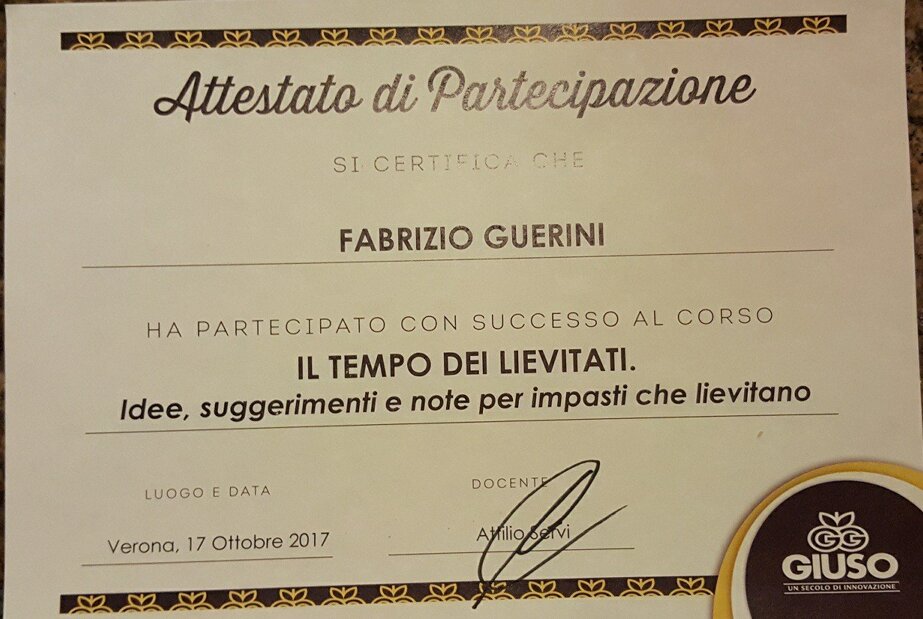 Attestato di Partecipazione
SI CERTIFICA CHE
FABRIZIO GUERINI
HA PARTECIPATO CON SUCCESSO AL CORSO
IL TEMPO DEI LIEVITATI.
Idee, suggerimenti e note per impasti che lievitano
LUOGO E DATA
Verona, 17 Ottobre 2017
DOCENTE
Attilio Servi
GG
GIUSO
UN SECOLO DI INNOVAZIONE